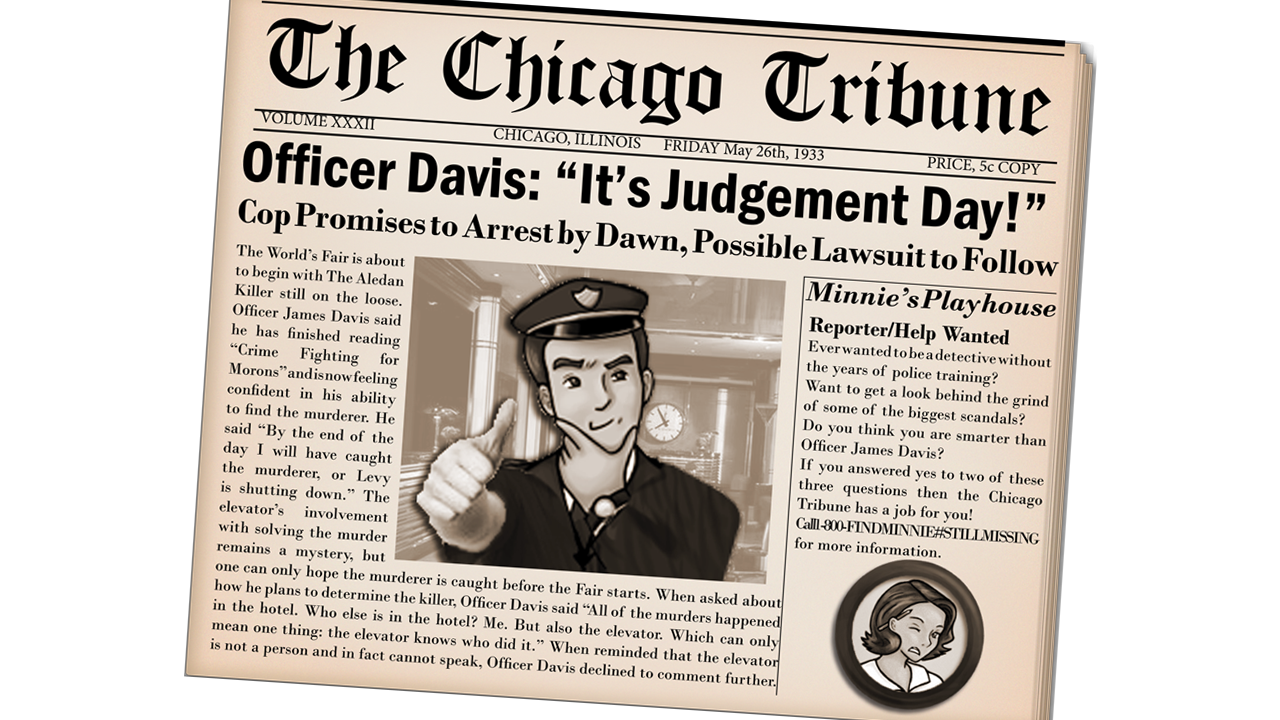 The Chicago Tribune
VOLUME XXXII
CHICAGO, ILLINOIS FRIDAY May 26th, 1933
PRICE, 5c COPY
Officer Davis: “It’s Judgement Day!”
Cop Promises to Arrest by Dawn, Possible Lawsuit to Follow
The World’s Fair is about
to begin with The Aledan
Killer still on the loose.
Officer James Davis said
he has finished reading
“Crime Fighting for
Morons” and is now feeling
confident in his ability
to find the murderer. He
said “By the end of the
day I will have caught
the murderer, or Levy
is shutting down.” The
elevator’s involvement
with solving the murder
remains a mystery, but
one can only hope the murderer is caught before the Fair starts. When asked about
how he plans to determine the killer, Officer Davis said “All of the murders happened
in the hotel. Who else is in the hotel? Me. But also the elevator. Which can only
mean one thing: the elevator knows who did it.” When reminded that the elevator
is not a person and in fact cannot speak, Officer Davis declined to comment further.
Minnie’s Playhouse
Reporter/Help Wanted
Ever wanted to be a detective without
the years of police training?
Want to get a look behind the grind
of some of the biggest scandals?
Do you think you are smarter than
Officer James Davis?
If you answered yes to two of these
three questions then the Chicago
Tribune has a job for you!
Call1-800-FINDMINNIE#STILLMISSING
for more information.